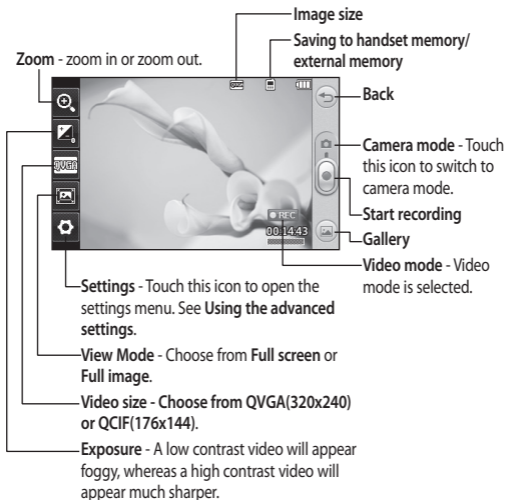 Image size
Saving to handset memory/
external memory
Zoom - zoom in or zoom out.
Back
Camera mode - Touch
this icon to switch to
camera mode.
QVGA
Start recording
REC
Gallery
00:14:43
Video mode - Video
mode is selected.
Settings - Touch this icon to open the
settings menu. See Using the advanced
settings.
View Mode - Choose from Full screen or
Full image.
Video size - Choose from QVGA(320x240)
or QCIF(176x144).
Exposure - A low contrast video will appear
foggy, whereas a high contrast video will
appear much sharper.